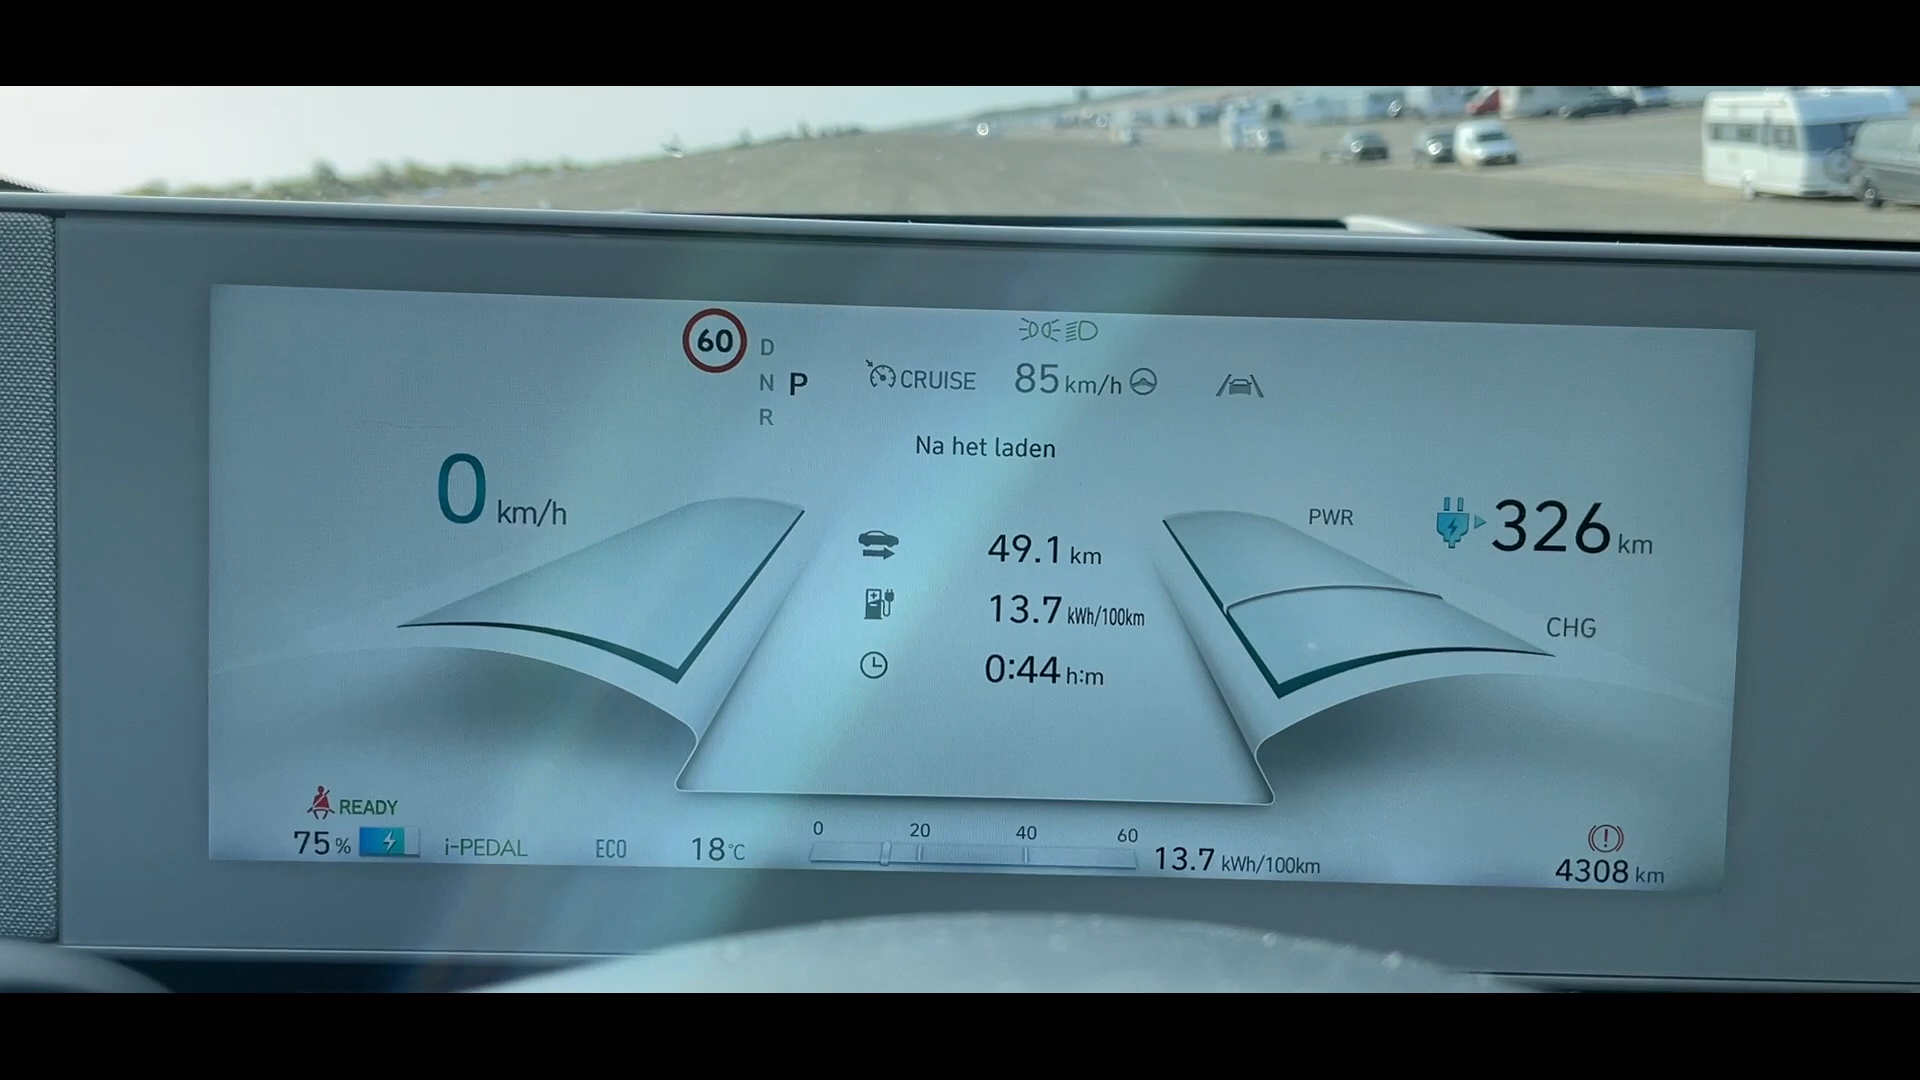 60
D
N P
R
CRUISE 85 km/h
Na het laden
0 km/h
49.1 km
13.7 kWh/100km
0:44 h:m
PWR
326 km
CHG
READY
75 %
i-PEDAL
ECO
18°C
0 20 40 60
13.7 kWh/100km
4308 km